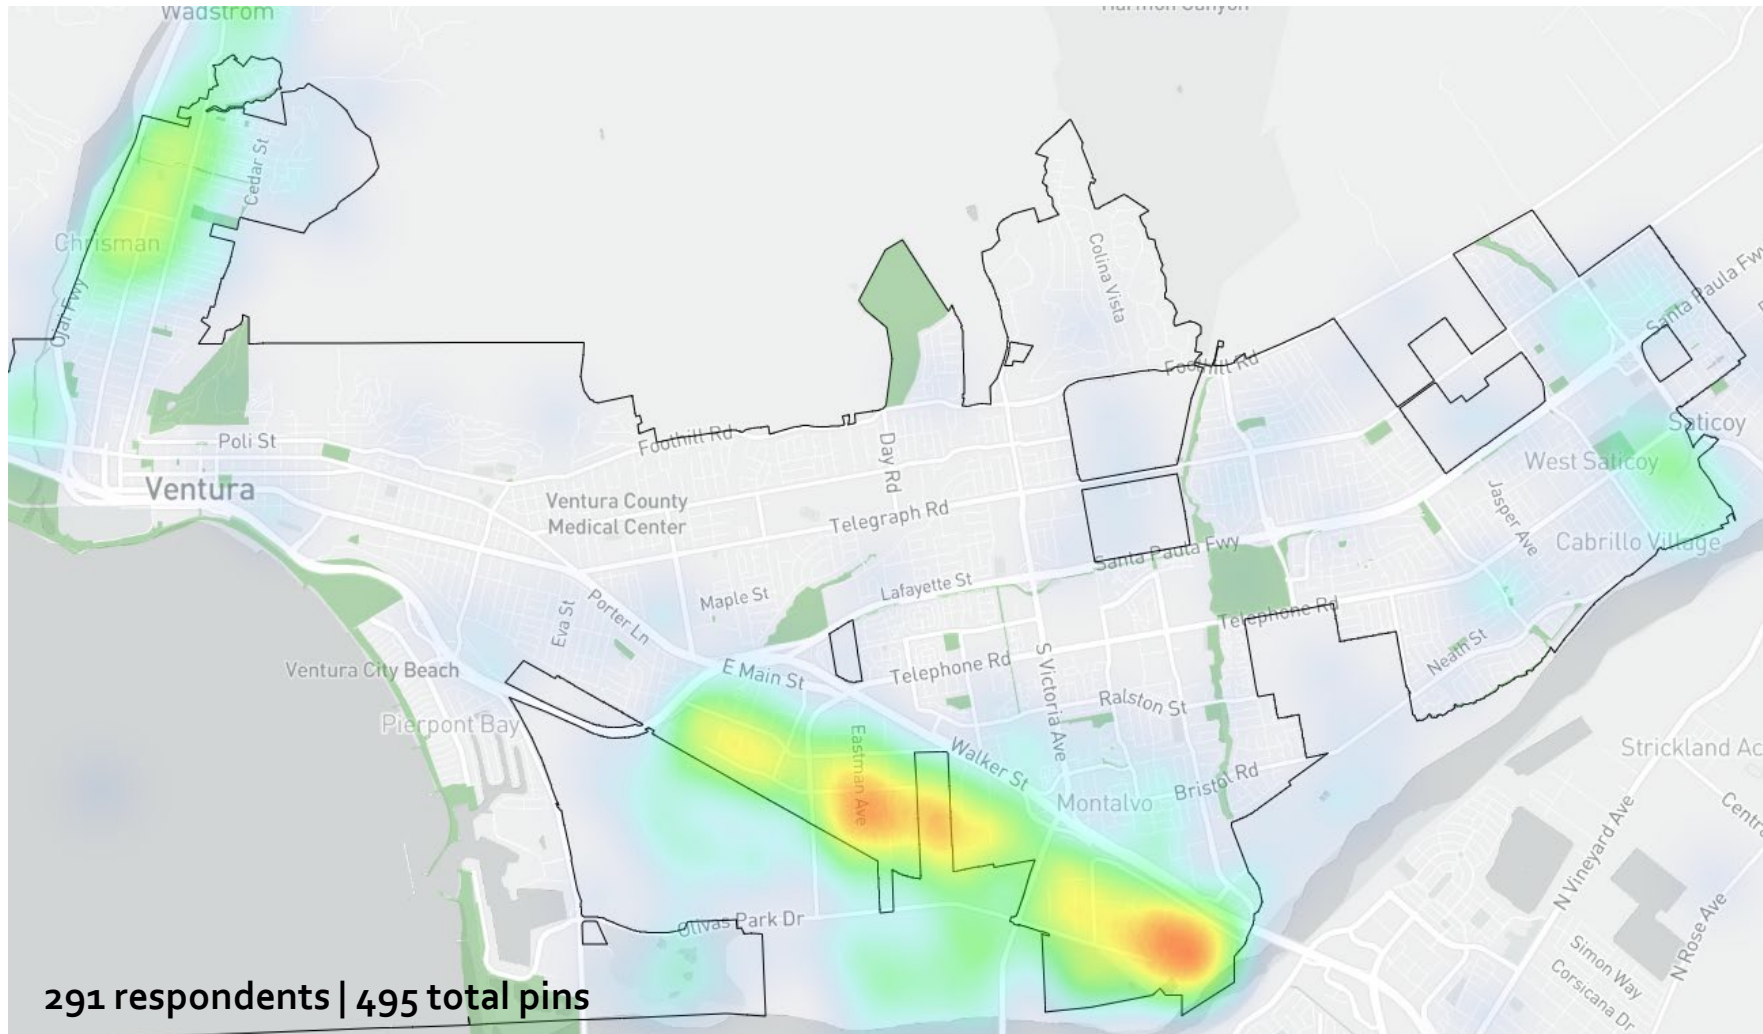 Wadstrom
Harmon Canyon
Cedar St
Chrisman
Ojai Fwy
Colina Vista
Santa Paula Fwy
Foothill Rd
Poli St
Foothill Rd
Day Rd
Saticoy
West Saticoy
Ventura
Ventura County
Medical Center
Telegraph Rd
Jasper Ave
Santa Paula Fwy
Cabrillo Village
Lafayette St
Maple St
Porter Ln
Eva St
Telephone Rd
Neath St
Ventura City Beach
E Main St
Telephone Rd
S Victoria Ave
Ralston St
Pierpont Bay
Eastman Ave
Walker St
Bristol Rd
Montalvo
Strickland Ac
Centra
N Vineyard Ave
Olivas Park Dr
N Rose Ave
Simon Way
Corsicana Dr
291 respondents | 495 total pins